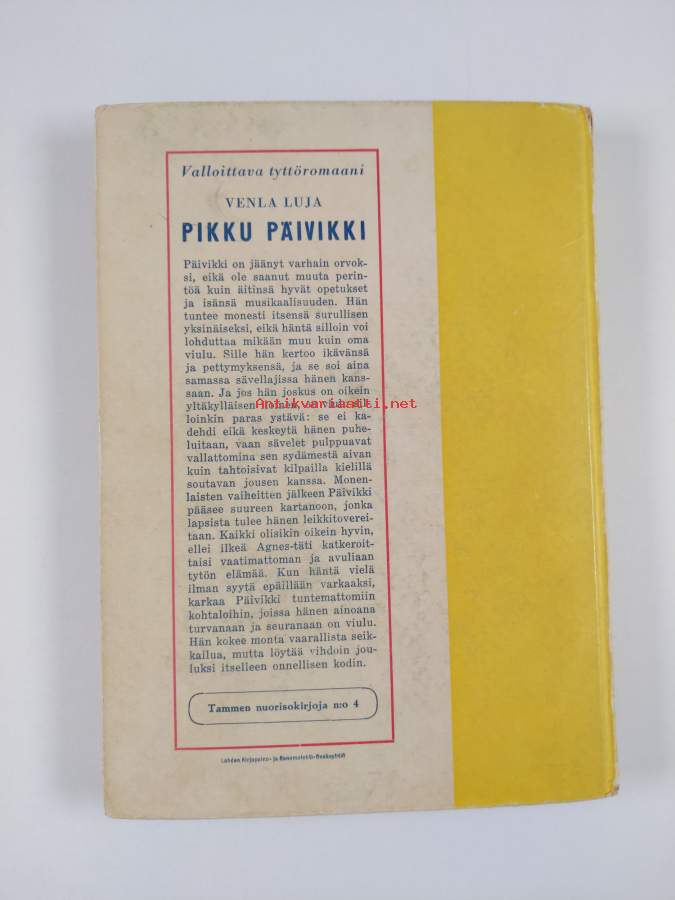 Valloittava tyttöromaani
VENLA LUJA
PIKKU PÄIVIKKI
Päivikki on jäänyt varhain orvok-
si, eikä ole saanut muuta perin-
töä kuin äitinsä hyvät opetukset
ja isänsä musikaalisuuden. Hän
tuntee monesti itsensä surullisen
yksinäiseksi, eikä häntä silloin voi
lohduttaa mikään muu kuin oma
viulu. Sille hän kertoo ikävänsä
ja pettymyksensä, ja se soi aina
samassa sävellajissa hänen kans-
saan. Ja jos hän joskus on oikein
yltäkylläisen
Antikvariaatti.net
loinkin paras ystävä: se ei ka-
dehdi eikä keskeytä hänen puhe-
luitaan, vaan sävelet pulppuavat
vallattomina sen sydämestä aivan
kuin tahtoisivat kilpailla kielillä
soutavan jousen kanssa. Monen-
laisten vaiheitten jälkeen Päivikki
pääsee suureen kartanoon, jonka
lapsista tulee hänen leikkitoverei-
taan. Kaikki olisikin oikein hyvin,
ellei ilkeä Agnes-täti katkeroit-
taisi vaatimattoman ja avuliaan
tytön elämää. Kun häntä vielä
ilman syytä epäillään varkaaksi,
karkaa Päivikki tuntemattomiin
kohtaloihin, joissa hänen ainoana
turvanaan ja seuranaan on viulu.
Hän kokee monta vaarallista seik-
kailua, mutta löytää vihdoin jou-
luksi itselleen onnellisen kodin.
Tammen nuorisokirjoja n:o 4
Lahden Kirjapaino- ja Sanomalehti-Osakeyhtiö